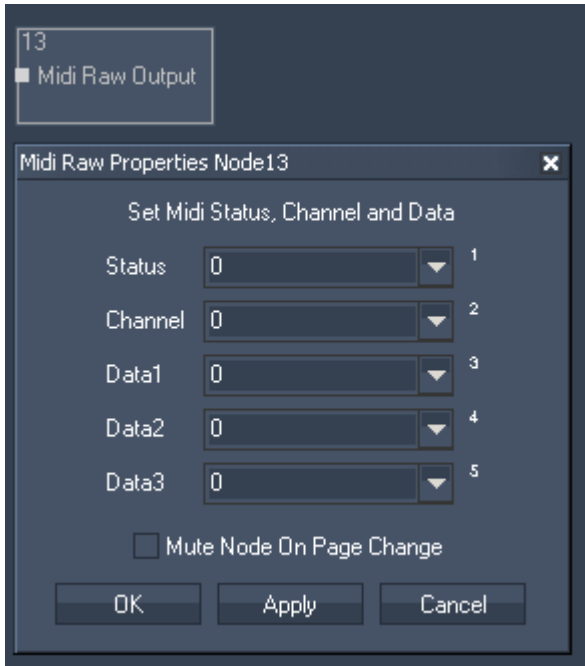 13
Midi Raw Output
Midi Raw Properties Node13
Set Midi Status, Channel and Data
Status 0 1
Channel 0 2
Data1 0 3
Data2 0 4
Data3 0 5
Mute Node On Page Change
OK Apply Cancel